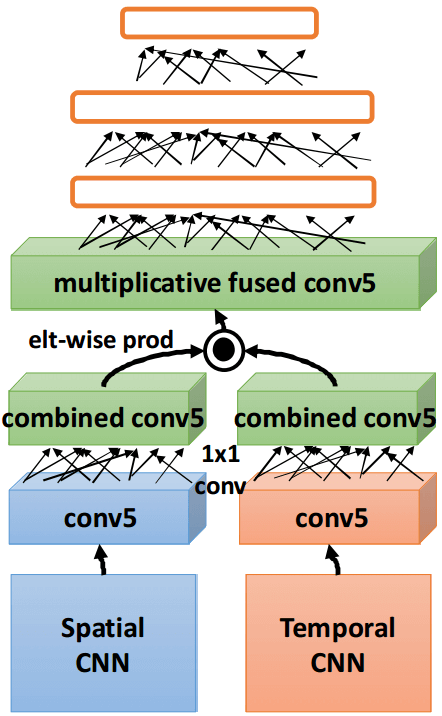 multiplicative fused conv5
elt-wise prod
combined conv5
combined conv5
1x1
conv
conv5
conv5
Spatial
CNN
Temporal
CNN